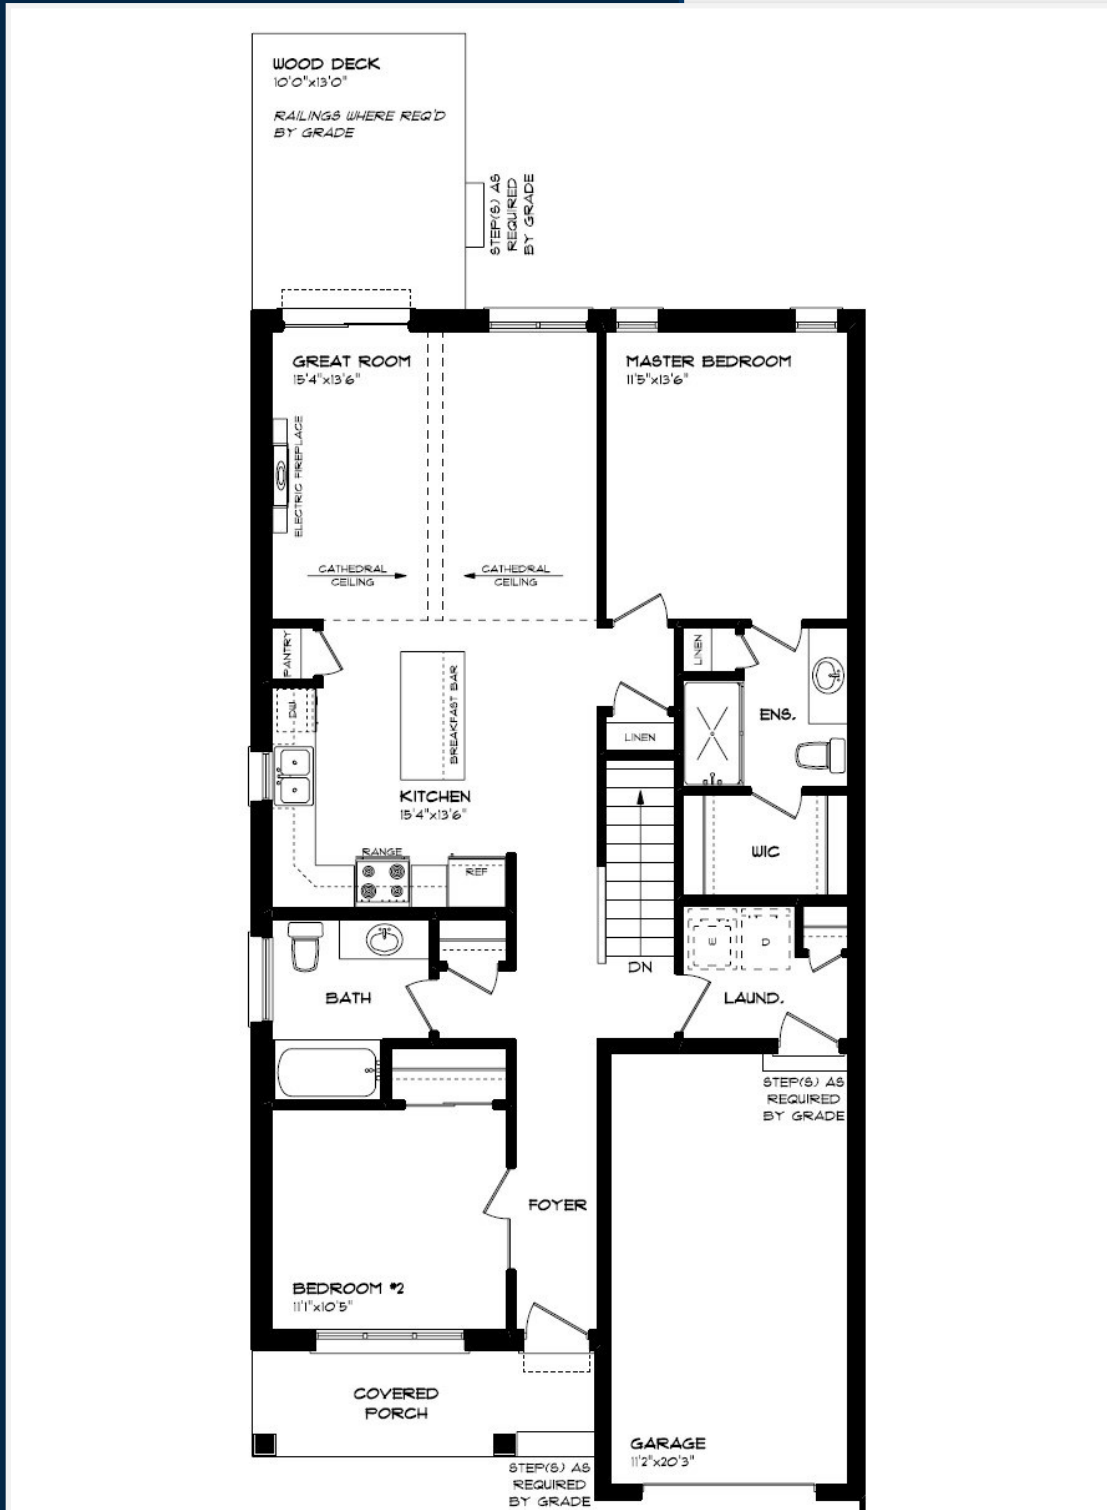 WOOD DECK
10'0"x13'0"
RAILINGS WHERE REQ'D
BY GRADE
STEP(S) AS
REQUIRED
BY GRADE
GREAT ROOM
15'4"x13'6"
MASTER BEDROOM
11'5"x13'6"
ELECTRIC FIREPLACE
CATHEDRAL
CEILING
CATHEDRAL
CEILING
PANTRY
LINEN
DW
BREAKFAST BAR
ENS.
LINEN
KITCHEN
15'4"x13'6"
RANGE
REF
WIC
DN
E
D
BATH
LAUND.
STEP(S) AS
REQUIRED
BY GRADE
FOYER
BEDROOM #2
11'1"x10'5"
COVERED
PORCH
GARAGE
11'2"x20'3"
STEP(S) AS
REQUIRED
BY GRADE